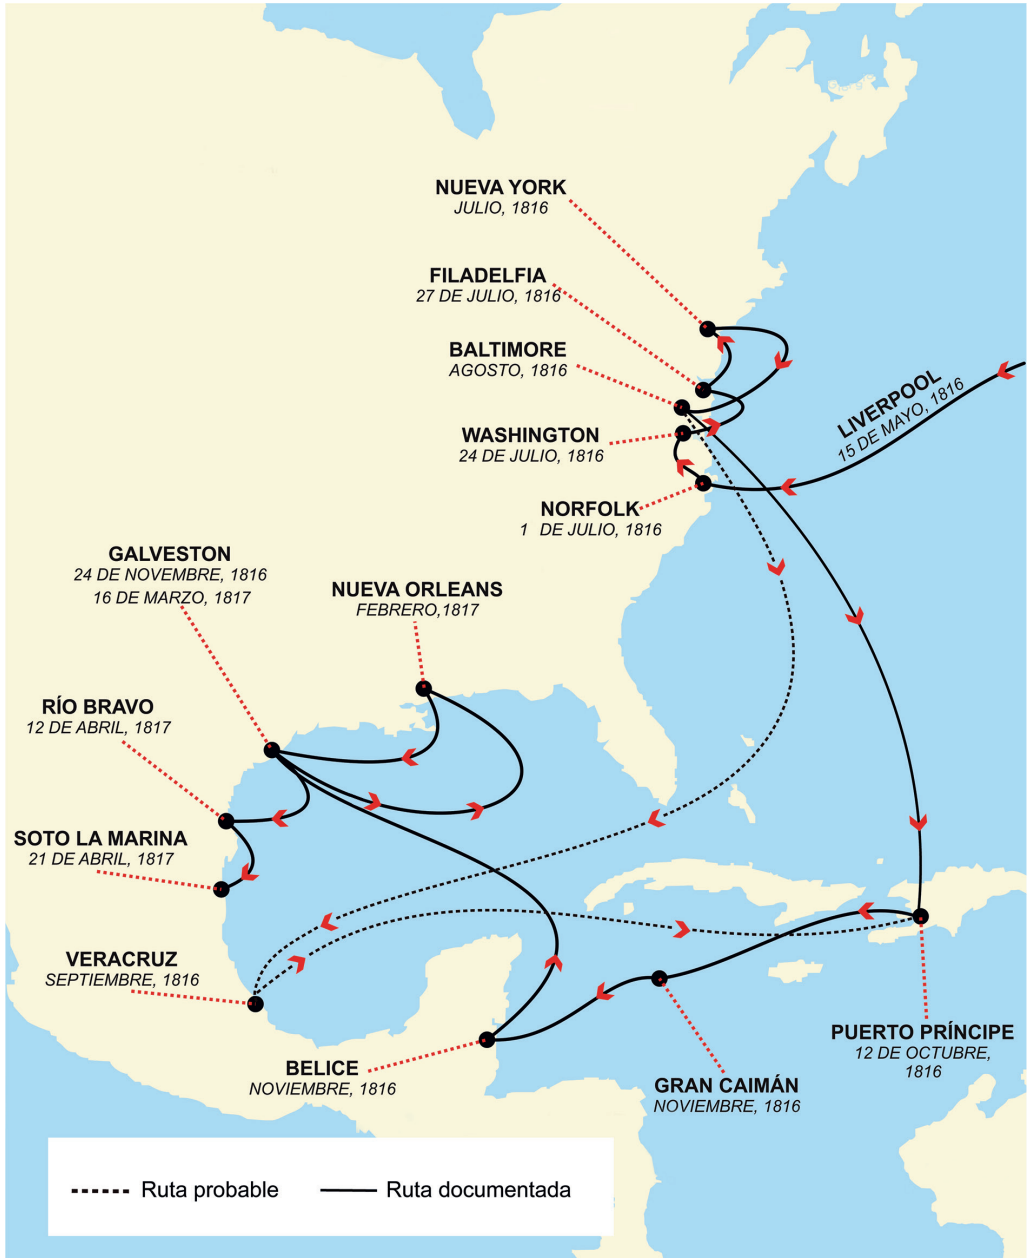 NUEVA YORK
JULIO, 1816
FILADELFIA
27 DE JULIO, 1816
BALTIMORE
AGOSTO, 1816
LIVERPOOL
15 DE MAYO, 1816
WASHINGTON
24 DE JULIO, 1816
NORFOLK
1 DE JULIO, 1816
GALVESTON
24 DE NOVEMBRE, 1816
16 DE MARZO, 1817
NUEVA ORLEANS
FEBRERO,1817
RÍO BRAVO
12 DE ABRIL, 1817
SOTO LA MARINA
21 DE ABRIL, 1817
VERACRUZ
SEPTIEMBRE, 1816
PUERTO PRÍNCIPE
12 DE OCTUBRE,
1816
BELICE
NOVIEMBRE, 1816
GRAN CAIMÁN
NOVIEMBRE, 1816
Ruta probable
Ruta documentada